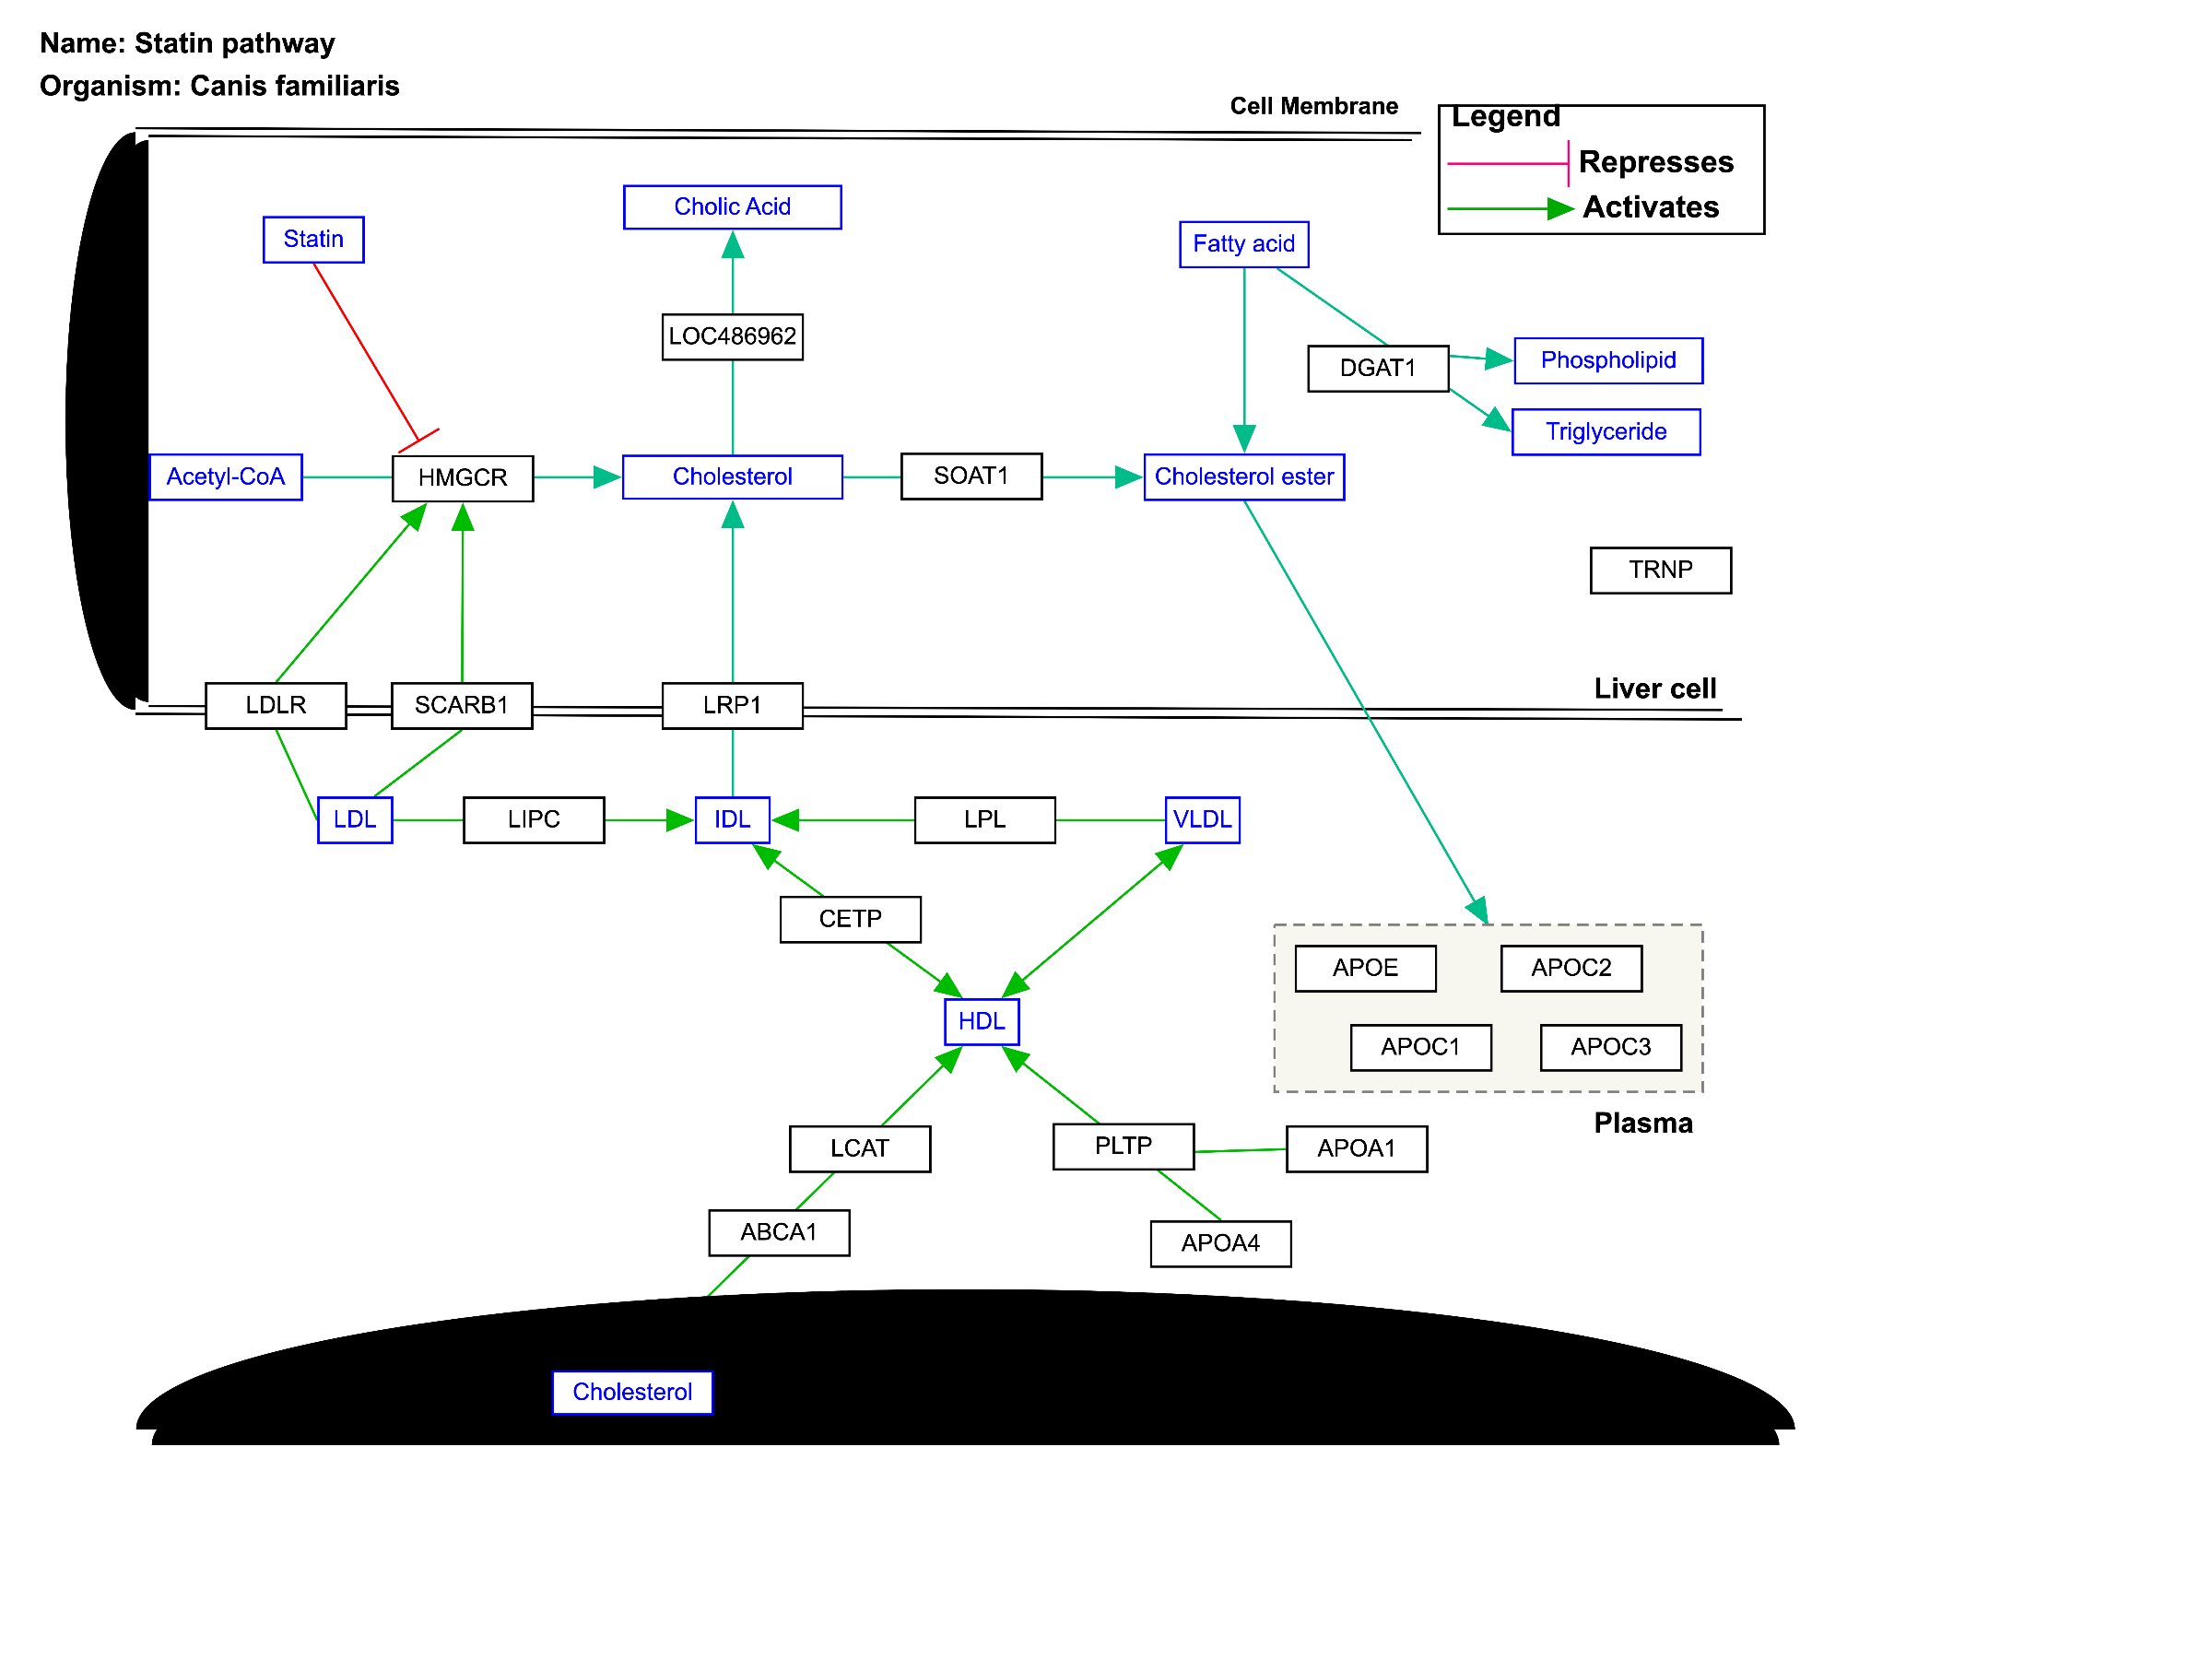 Name: Statin pathway
Organism: Canis familiaris
Cell Membrane
Legend
Represses
Activates
Cholic Acid
Statin
Fatty acid
LOC486962
DGAT1
Phospholipid
Triglyceride
Acetyl-CoA
HMGCR
Cholesterol
SOAT1
Cholesterol ester
TRNP
Liver cell
LDLR
SCARB1
LRP1
LDL
LIPC
IDL
LPL
VLDL
CETP
APOE
APOC2
HDL
APOC1
APOC3
Plasma
LCAT
PLTP
APOA1
ABCA1
APOA4
Cholesterol